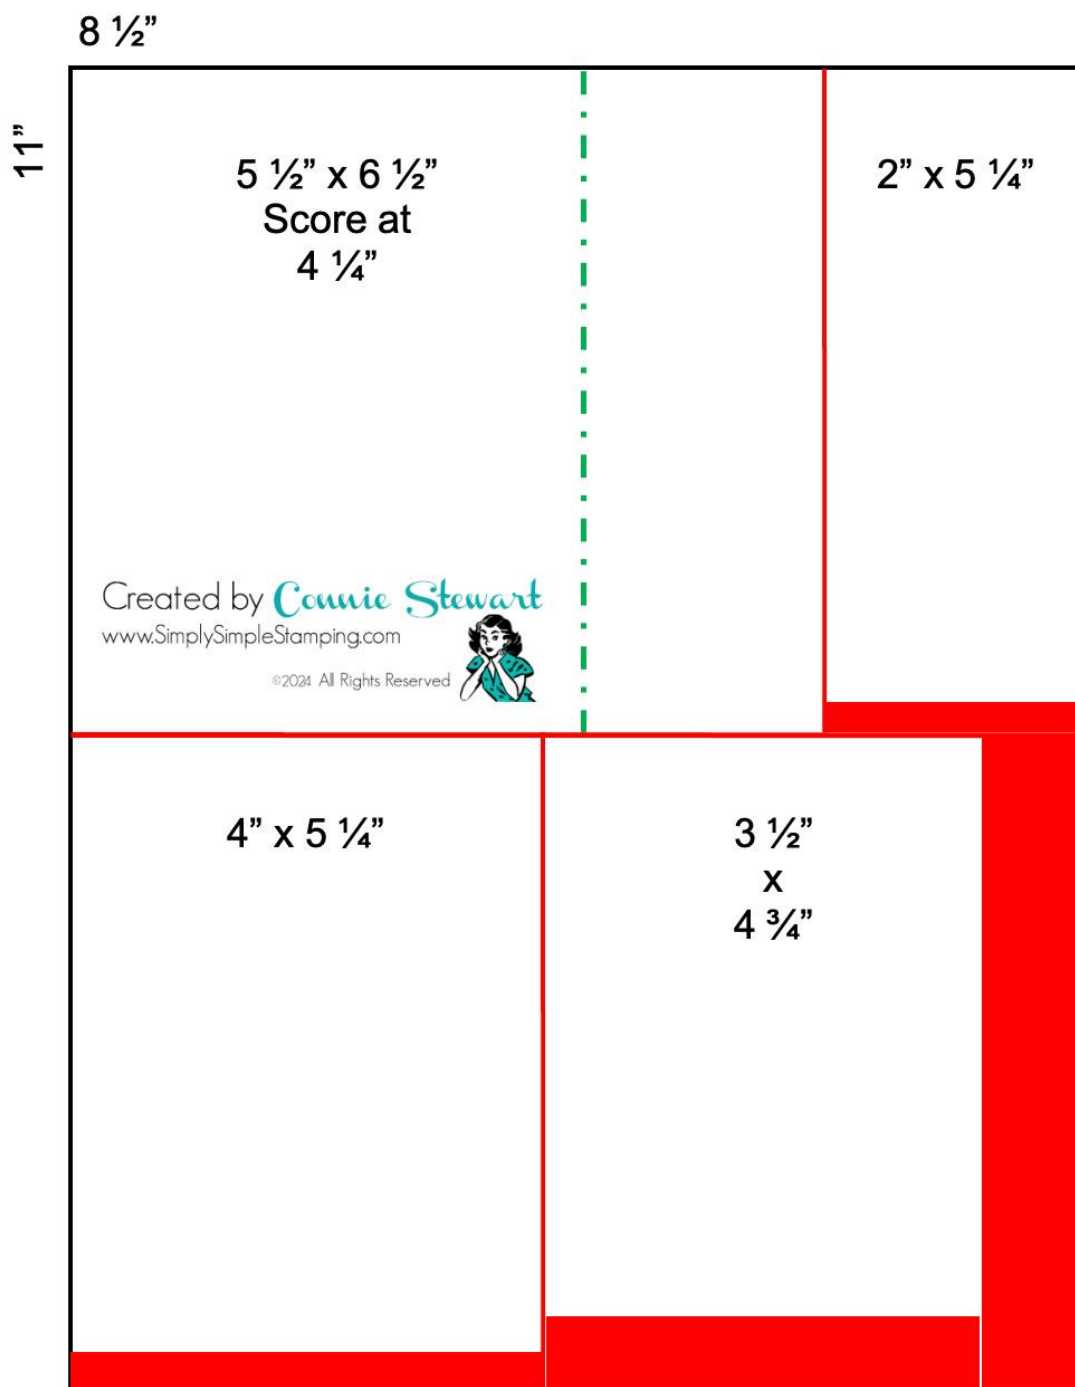 8 ½”
11”
5 ½” x 6 ½”
Score at
4 ¼”
2” x 5 ¼”
Created by Connie Stewart
www.SimplySimpleStamping.com
©2024 All Rights Reserved
4” x 5 ¼”
3 ½”
x
4 ¾”